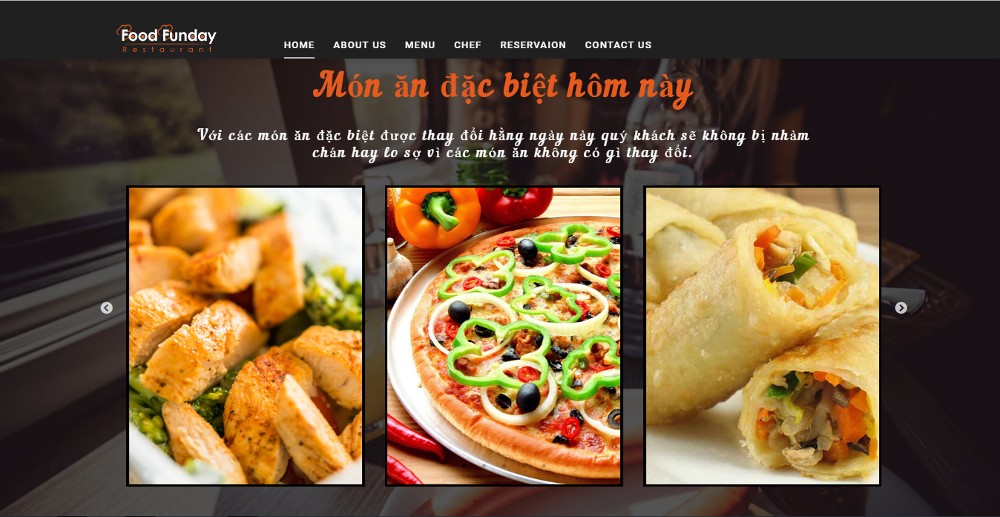 Food Funday
Restaurant
HOME ABOUT US MENU CHEF RESERVAION CONTACT US
Món ăn đặc biệt hôm này
Với các món ăn đặc biệt được thay đổi hằng ngày này quý khách sẽ không bị nhàm
chán hay lo sợ vì các món ăn không có gì thay đổi.